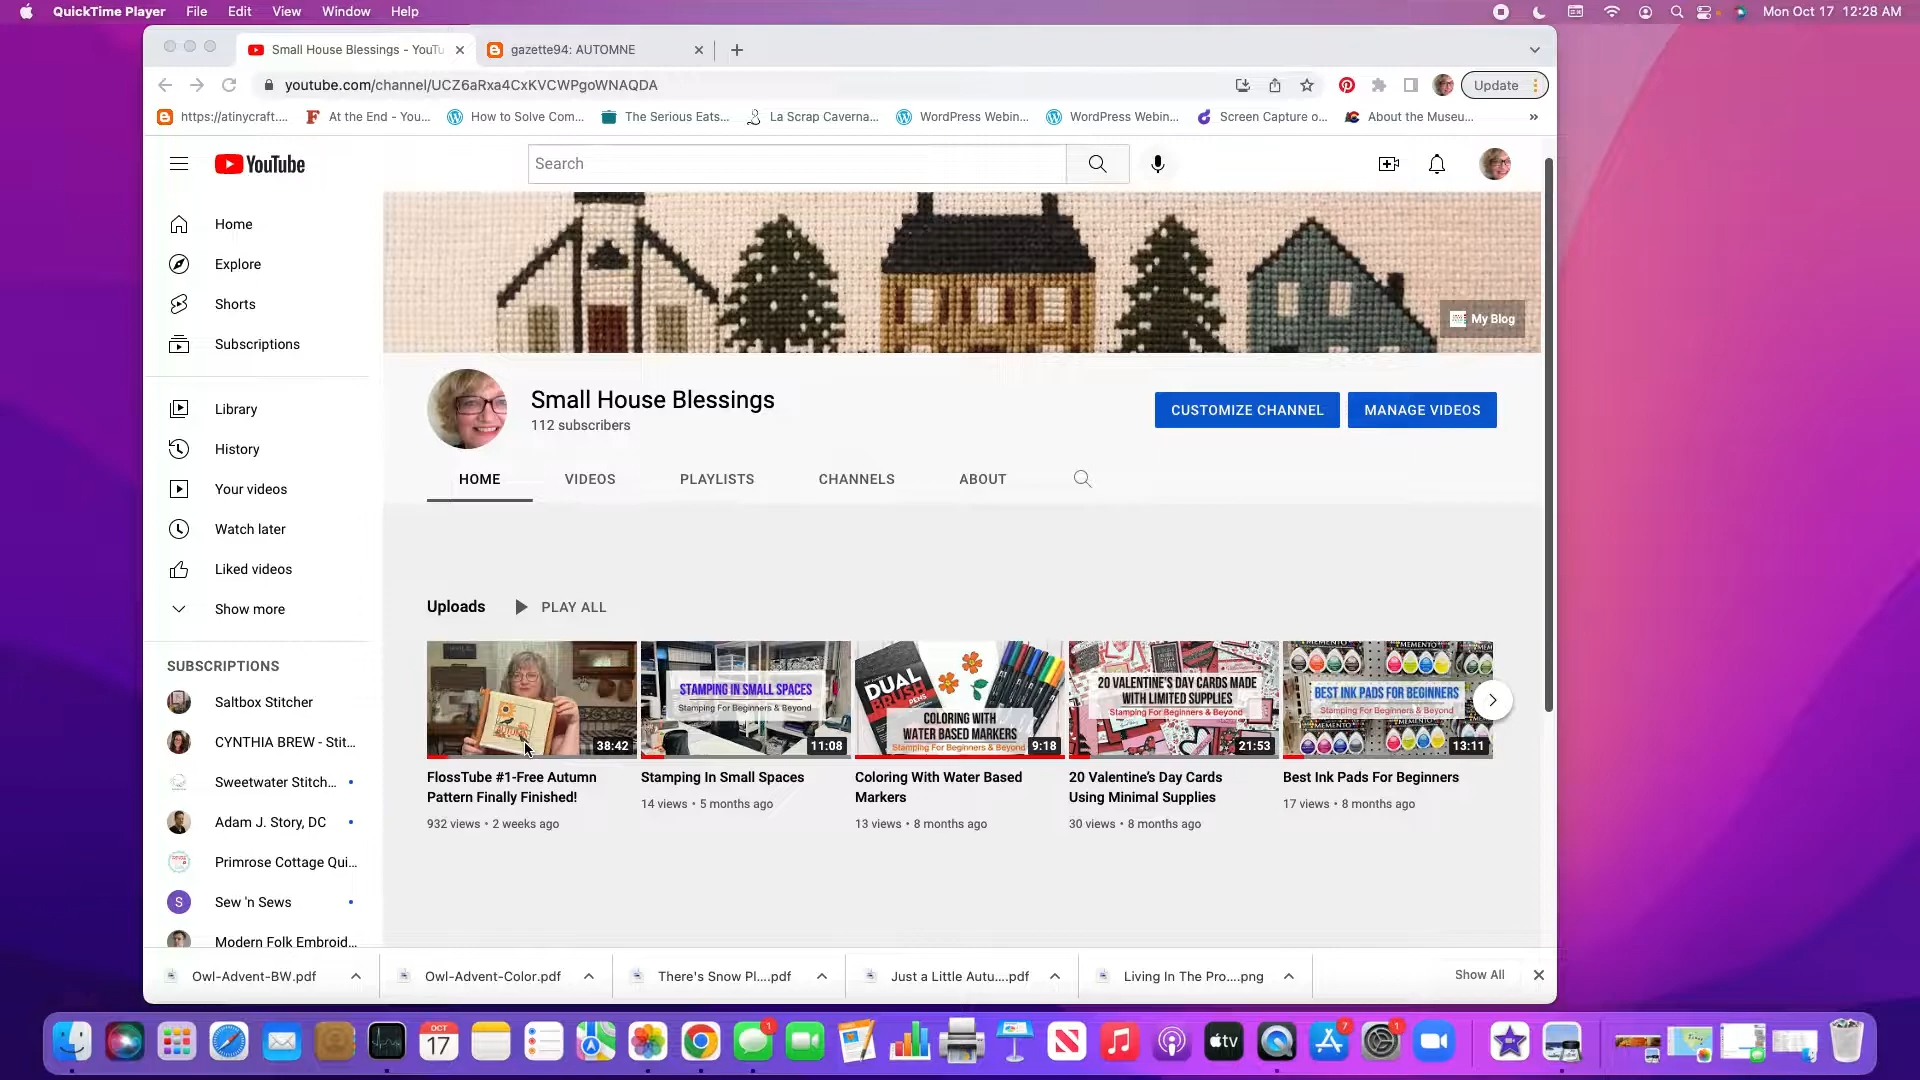 QuickTime Player File Edit View Window Help Mon Oct 17 12:28 AM
Small House Blessings - YouTu gazette94: AUTOMNE
youtube.com/channel/UCZ6aRxa4CxKVCWPgoWNAQDA Update
https://atinycraft.... At the End - You... How to Solve Com... The Serious Eats... La Scrap Caverna... WordPress Webin... WordPress Webin... Screen Capture o... About the Museu... »
YouTube
Search
Home
Explore
Shorts
Subscriptions
Library
History
Your videos
Watch later
Liked videos
Show more
SUBSCRIPTIONS
Saltbox Stitcher
CYNTHIA BREW - Stit...
Sweetwater Stitch...
Adam J. Story, DC
Primrose Cottage Qui...
S
Sew 'n Sews
Modern Folk Embroid...
My Blog
Small House Blessings
112 subscribers
CUSTOMIZE CHANNEL MANAGE VIDEOS
HOME VIDEOS PLAYLISTS CHANNELS ABOUT
Uploads PLAY ALL
38:42
FlossTube #1-Free Autumn
Pattern Finally Finished!
932 views • 2 weeks ago
STAMPING IN SMALL SPACES
Stamping For Beginners & Beyond
11:08
Stamping In Small Spaces
14 views • 5 months ago
DUAL
BRUSH
PENS
COLORING WITH
WATER BASED
MARKERS
Stamping For Beginners & Beyond
9:18
Coloring With Water Based
Markers
13 views • 8 months ago
20 VALENTINE'S DAY CARDS MADE
WITH LIMITED SUPPLIES
Stamping For Beginners & Beyond
21:53
20 Valentine's Day Cards
Using Minimal Supplies
30 views • 8 months ago
MEMENTO MEMENTO
BEST INK PADS FOR BEGINNERS
Stamping For Beginners & Beyond
13:11
Best Ink Pads For Beginners
17 views • 8 months ago
Owl-Advent-BW.pdf Owl-Advent-Color.pdf There's Snow Pl....pdf Just a Little Autu....pdf Living In The Pro....png Show All
OCT
17
1
tv
7
1